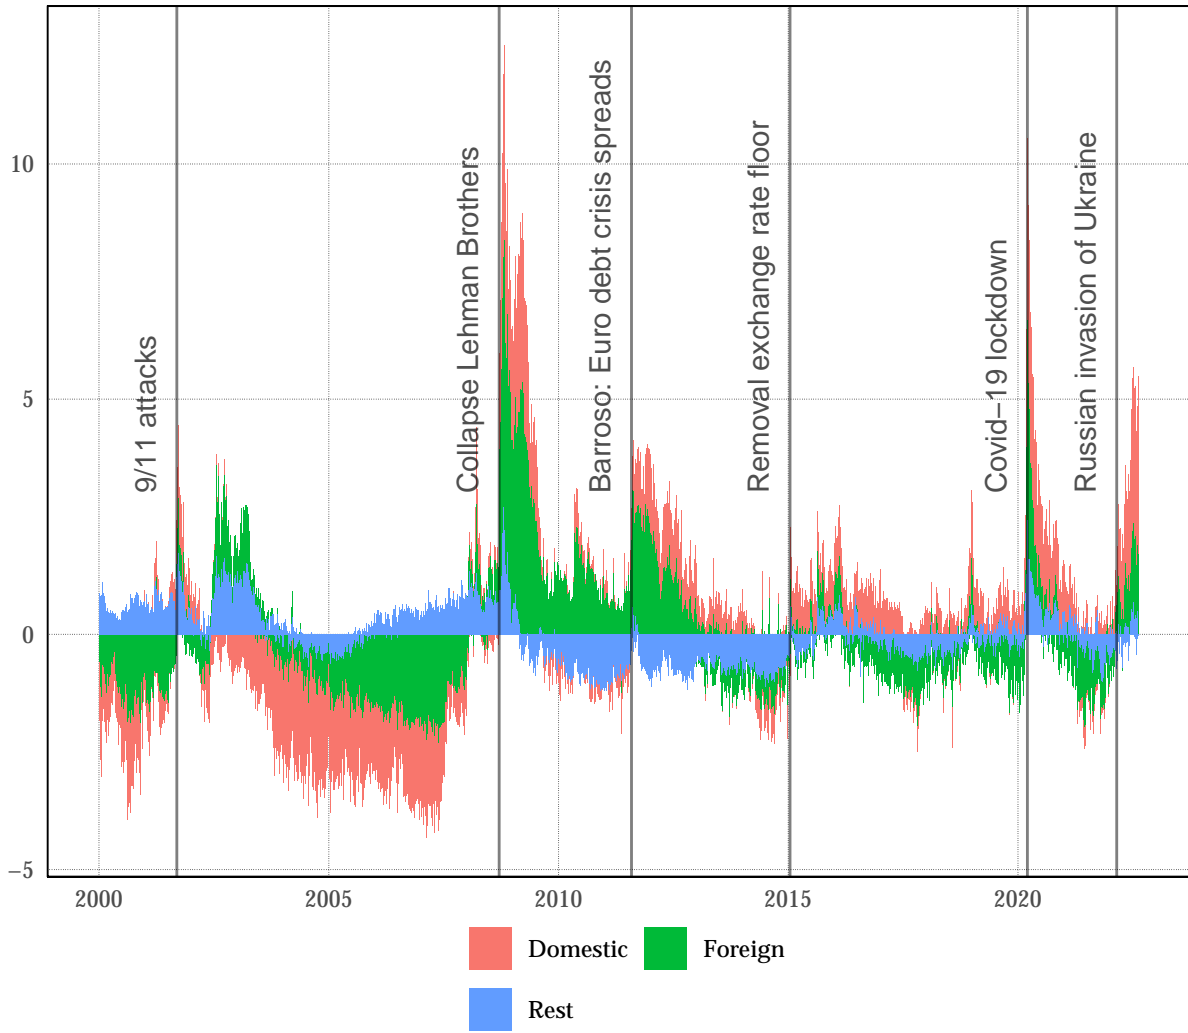 10
5
0
−5
9/11 attacks
Collapse Lehman Brothers
Barroso: Euro debt crisis spreads
Removal exchange rate floor
Covid−19 lockdown
Russian invasion of Ukraine
2000
2005
2010
2015
2020
Domestic
Foreign
Rest